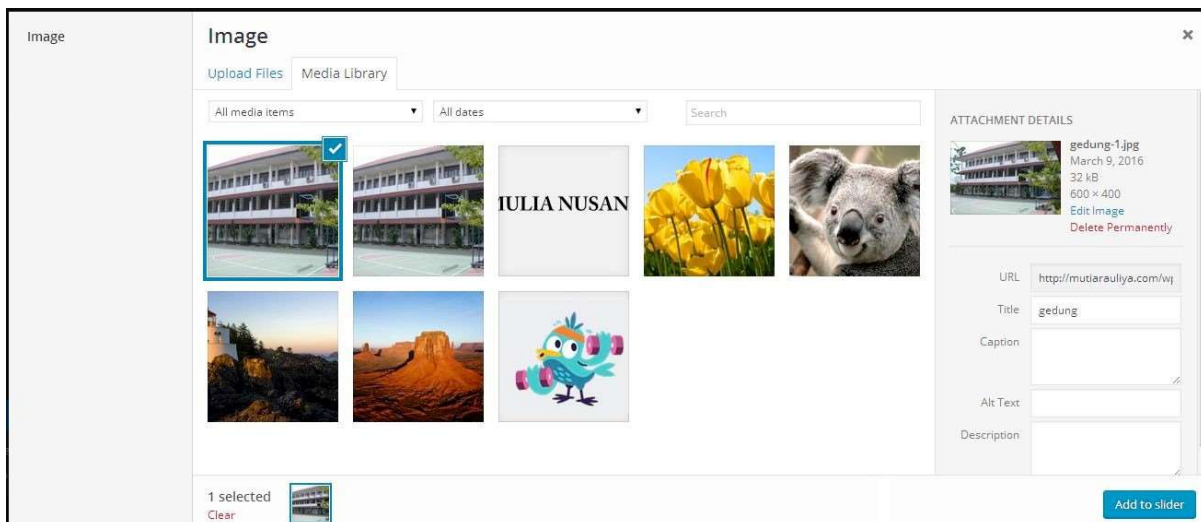 Image
Image
×
Upload Files
Media Library
All media items
All dates
Search
MULIA NUSAN
ATTACHMENT DETAILS
gedung-1.jpg
March 9, 2016
32 kB
600 × 400
Edit Image
Delete Permanently
URL
http://mutiarauliya.com/wp
Title
gedung
Caption
Alt Text
Description
1 selected
Clear
Add to slider